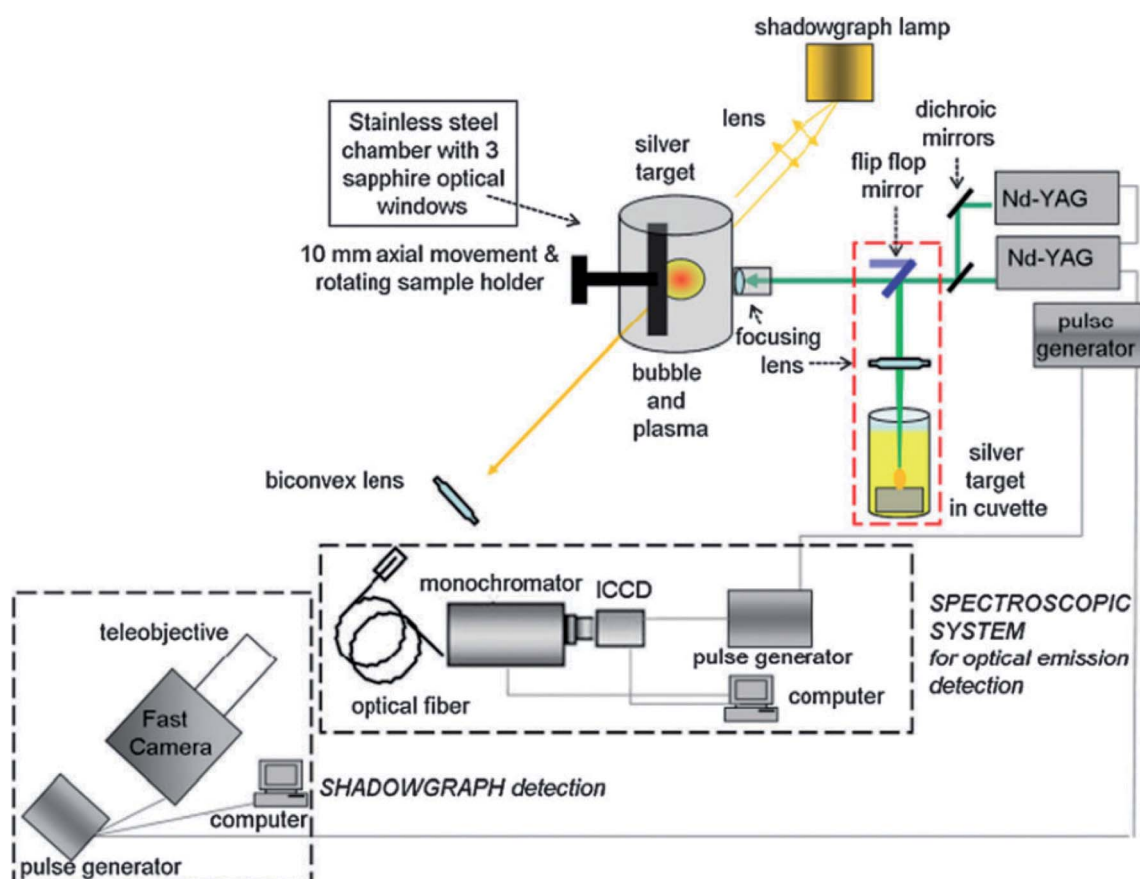 shadowgraph lamp
lens
dichroic
mirrors
flip flop
mirror
Nd-YAG
Nd-YAG
pulse
generator
Stainless steel
chamber with 3
sapphire optical
windows
silver
target
10 mm axial movement &
rotating sample holder
focusing
lens
bubble
and
plasma
silver
target
in cuvette
biconvex lens
monochromator
ICCD
optical fiber
pulse generator
computer
SPECTROSCOPIC
SYSTEM
for optical emission
detection
teleobjective
Fast
Camera
computer
pulse generator
SHADOWGRAPH detection